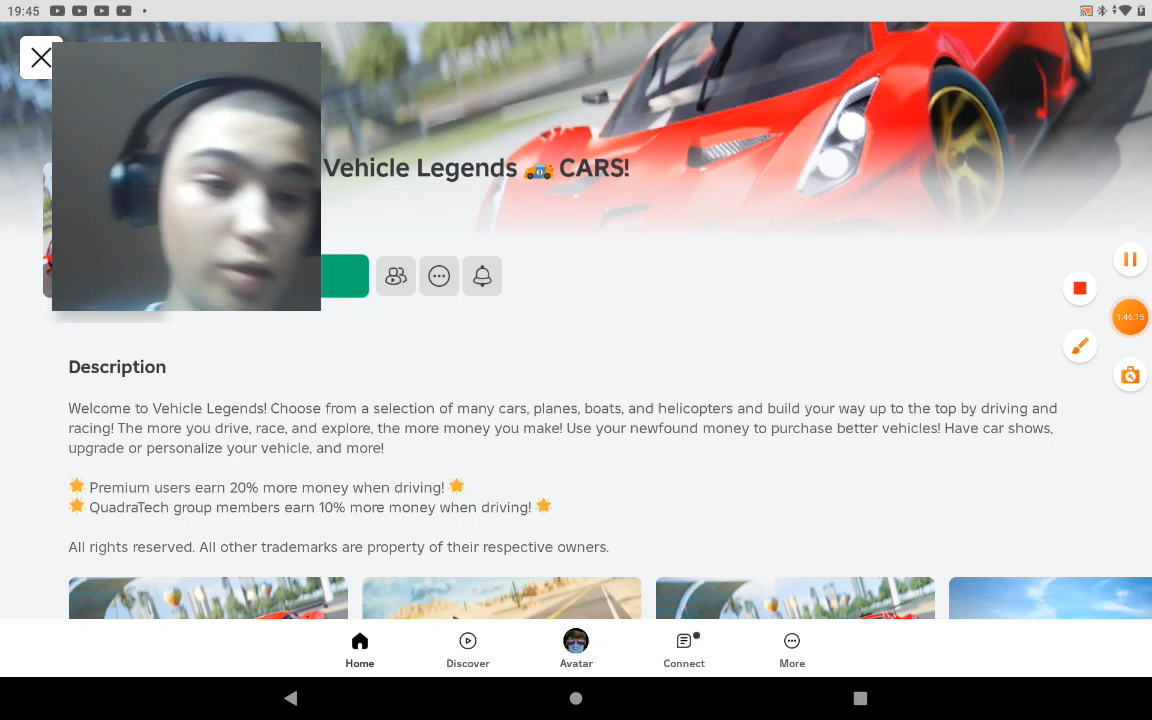 19:45
Vehicle Legends 🚗 CARS!
1:46:15
Description
Welcome to Vehicle Legends! Choose from a selection of many cars, planes, boats, and helicopters and build your way up to the top by driving and
racing! The more you drive, race, and explore, the more money you make! Use your newfound money to purchase better vehicles! Have car shows,
upgrade or personalize your vehicle, and more!
🌟 Premium users earn 20% more money when driving! 🌟
🌟 QuadraTech group members earn 10% more money when driving! 🌟
All rights reserved. All other trademarks are property of their respective owners.
Home Discover Avatar Connect More